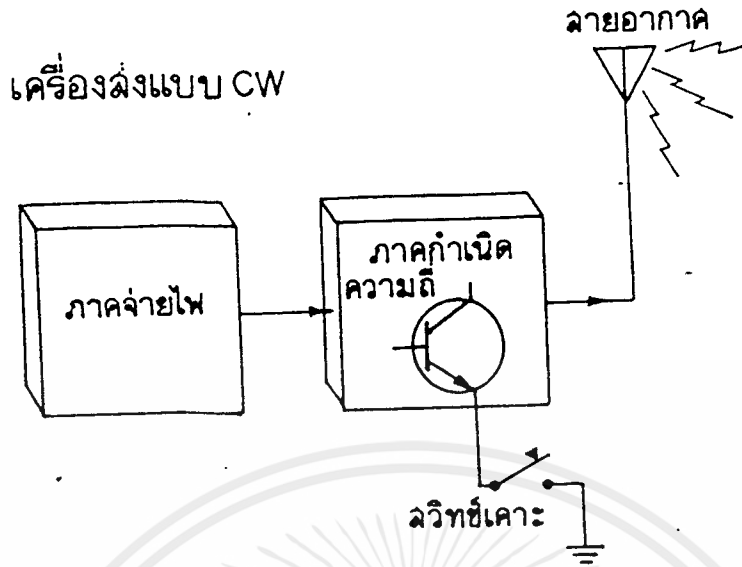 สายอากาศ
เครื่องส่งแบบ CW
ภาคกำเนิด
ความถี่
ภาคจ่ายไฟ
สวิทช์เคาะ